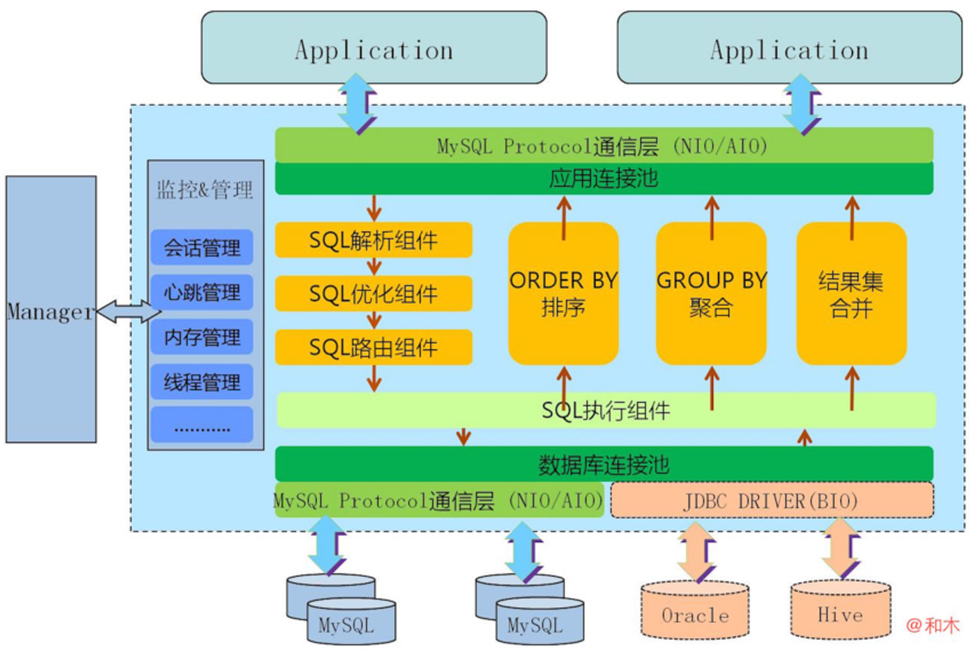 Application
Application
MySQL Protocol通信层 (NIO/AIO)
应用连接池
监控&管理
会话管理
心跳管理
内存管理
线程管理
...........
Manager
SQL解析组件
SQL优化组件
SQL路由组件
ORDER BY
排序
GROUP BY
聚合
结果集
合并
SQL执行组件
数据库连接池
MySQL Protocol通信层 (NIO/AIO)
JDBC DRIVER(BIO)
MySQL
MySQL
Oracle
Hive
@和木